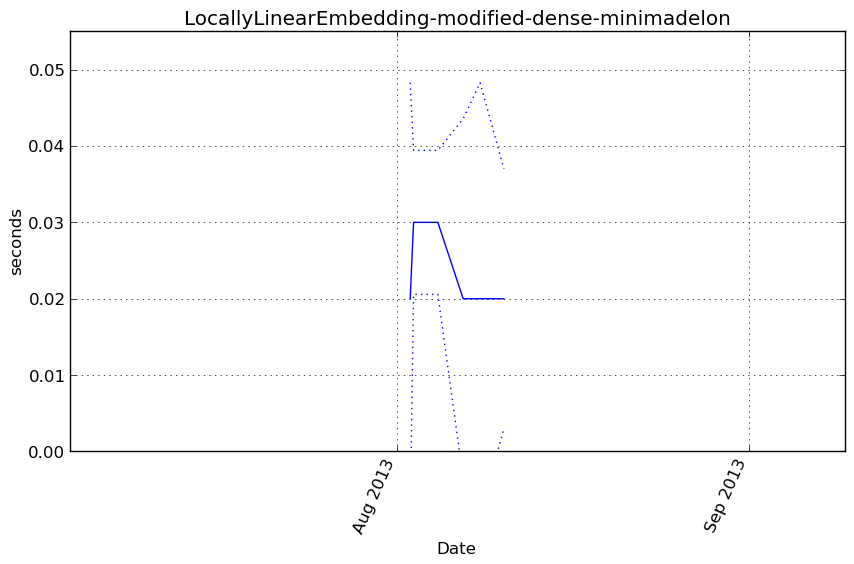 LocallyLinearEmbedding-modified-dense-minimadelon
0.05
0.04
0.03
0.02
0.01
0.00
seconds
Aug 2013
Sep 2013
Date